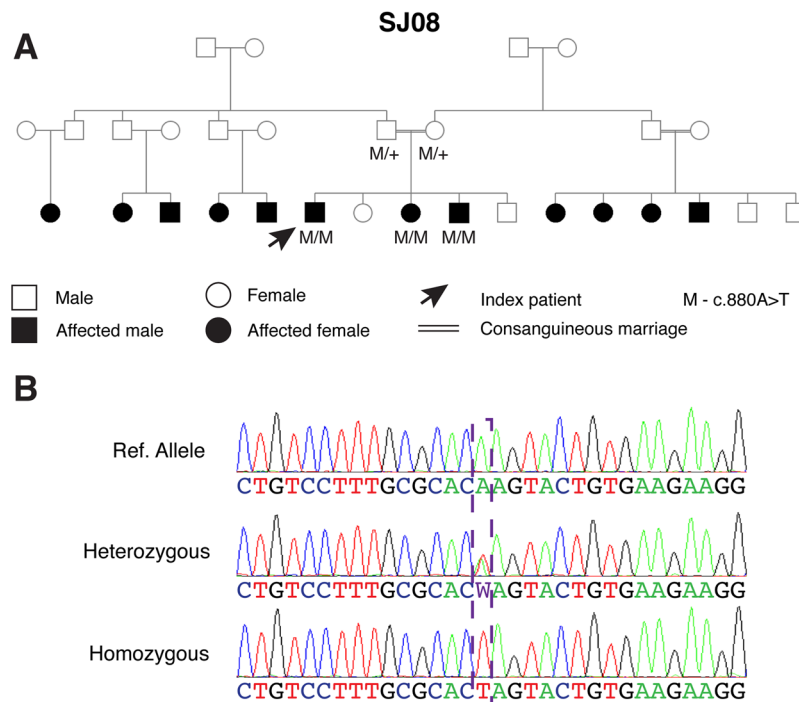 SJ08
A
M/+ M/+
M/M M/M M/M
Male Female Index patient M - c.880A>T
Affected male Affected female Consanguineous marriage
B
Ref. Allele
CTGTCCTTTGCGCACAAGTACTGTGAAGAAGG
Heterozygous
CTGTCCTTTGCGCACWAGTACTGTGAAGAAGG
Homozygous
CTGTCCTTTGCGCACTAGTACTGTGAAGAAGG